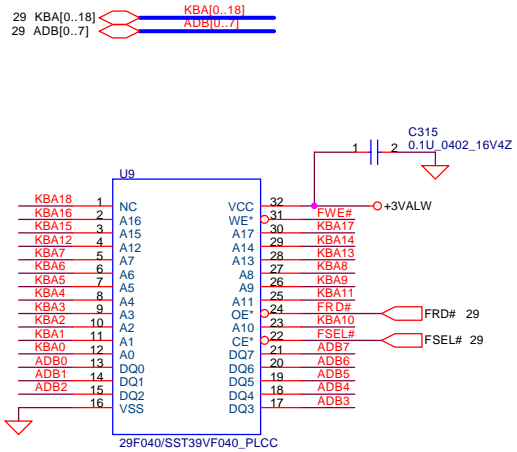 29 KBA[0..18] KBA[0..18]
29 ADB[0..7] ADB[0..7]
C315
1 2 0.1U_0402_16V4Z
U9
KBA18 1 NC VCC 32 +3VALW
KBA16 2 A16 WE* 31 FWE#
KBA15 3 A15 A17 30 KBA17
KBA12 4 A12 A14 29 KBA14
KBA7 5 A7 A13 28 KBA13
KBA6 6 A6 A8 27 KBA8
KBA5 7 A5 A9 26 KBA9
KBA4 8 A4 A11 25 KBA11
KBA3 9 A3 OE* 24 FRD# FRD# 29
KBA2 10 A2 A10 23 KBA10
KBA1 11 A1 CE* 22 FSEL# FSEL# 29
KBA0 12 A0 DQ7 21 ADB7
ADB0 13 DQ0 DQ6 20 ADB6
ADB1 14 DQ1 DQ5 19 ADB5
ADB2 15 DQ2 DQ4 18 ADB4
16 VSS DQ3 17 ADB3
29F040/SST39VF040_PLCC